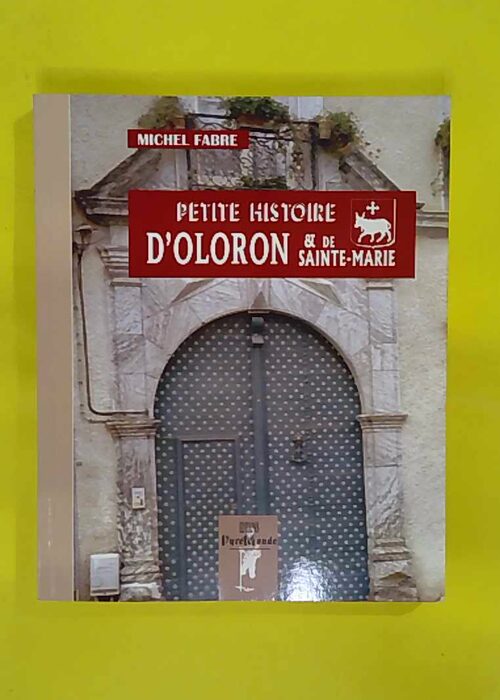 MICHEL FABRE
PETITE HISTOIRE
D'OLORON & DE
SAINTE-MARIE